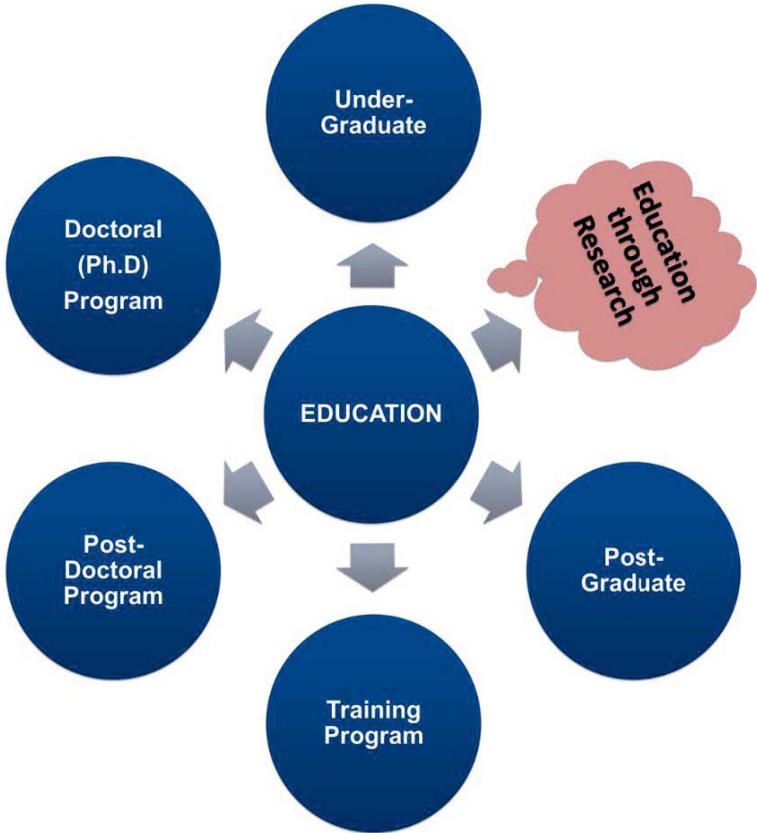 Under-
Graduate
Education
through
Research
Doctoral
(Ph.D)
Program
EDUCATION
Post-
Doctoral
Program
Post-
Graduate
Training
Program